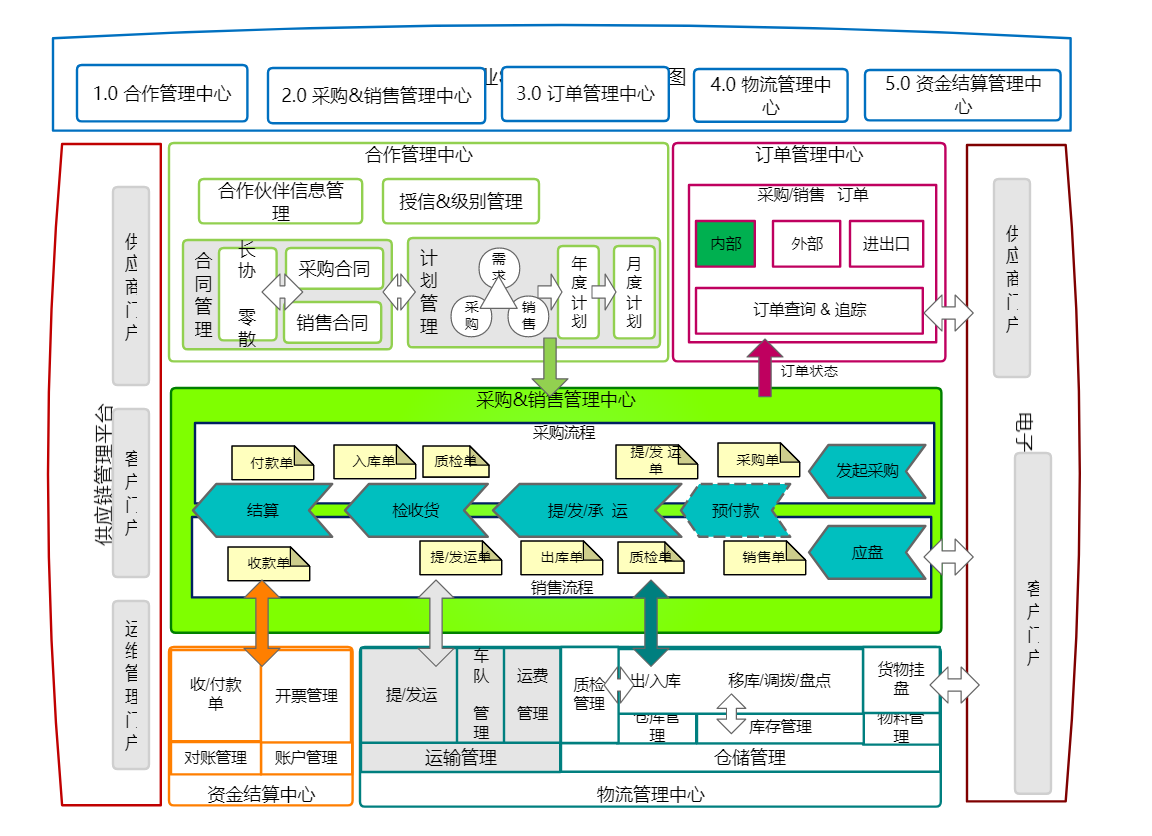 图
1.0 合作管理中心
2.0 采购&销售管理中心
3.0 订单管理中心
4.0 物流管理中
心
5.0 资金结算管理中
心
供应链管理平台
供应商门户
客户门户
运维管理门户
合作管理中心
合作伙伴信息管
理
授信&级别管理
合同管理
长
协
零
散
采购合同
销售合同
计划管理
需
求
采
购
销
售
年度计划
月度计划
订单管理中心
采购/销售 订单
内部
外部
进出口
订单查询 & 追踪
订单状态
采购&销售管理中心
采购流程
付款单
入库单
质检单
提/发 运
单
采购单
发起采购
结算
检收货
提/发/承 运
预付款
应盘
收款单
提/发运单
出库单
质检单
销售单
销售流程
收/付款
单
开票管理
对账管理
账户管理
资金结算中心
提/发运
车
队
管
理
运费
管理
运输管理
质检
管理
出/入库
移库/调拨/盘点
仓库管
理
库存管理
货物挂
盘
物料管
理
仓储管理
物流管理中心
电子
供应商门户
客户门户